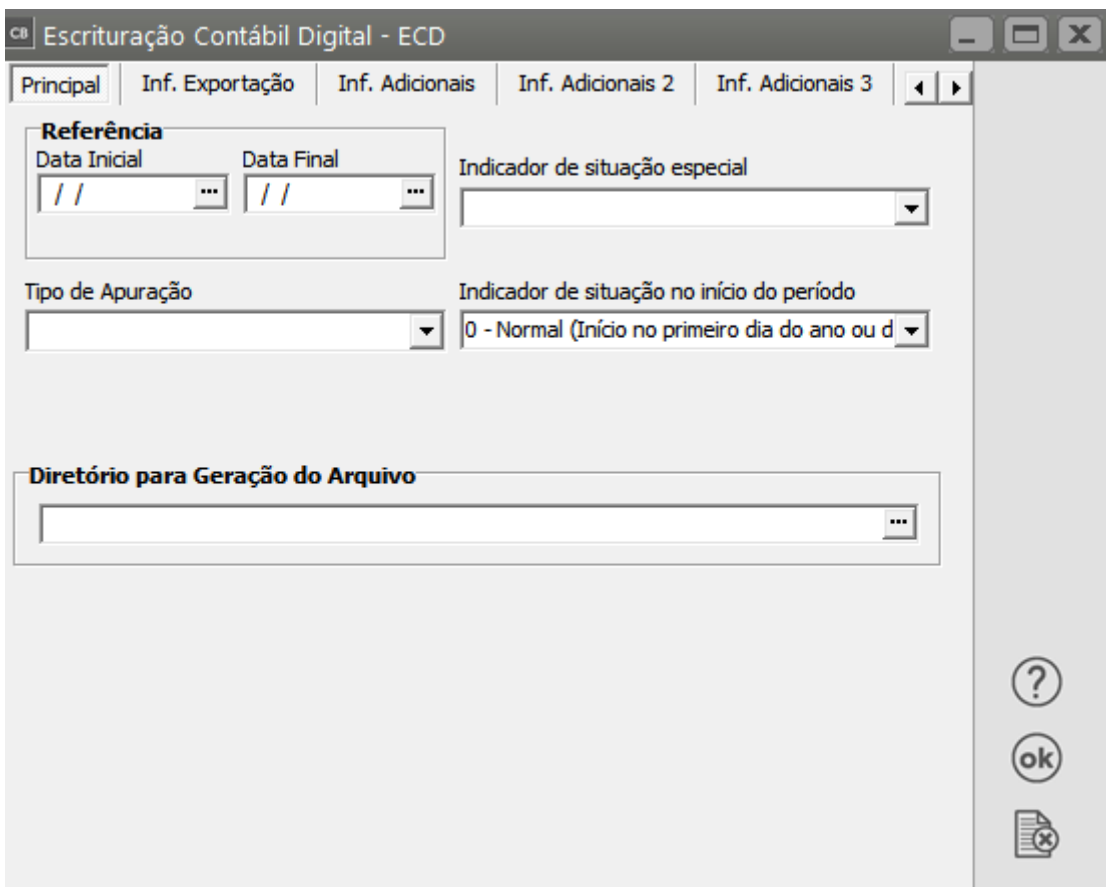 CB Escrituração Contábil Digital - ECD
Principal Inf. Exportação Inf. Adicionais Inf. Adicionais 2 Inf. Adicionais 3
Referência
Data Inicial Data Final
/ / ... / / ...
Indicador de situação especial
Tipo de Apuração
Indicador de situação no início do período
0 - Normal (Início no primeiro dia do ano ou d
Diretório para Geração do Arquivo
...
?
ok